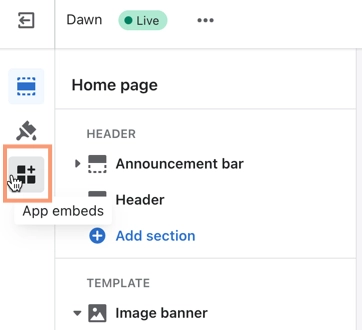 Dawn
Live
Home page
HEADER
Announcement bar
Header
App embeds
Add section
TEMPLATE
Image banner